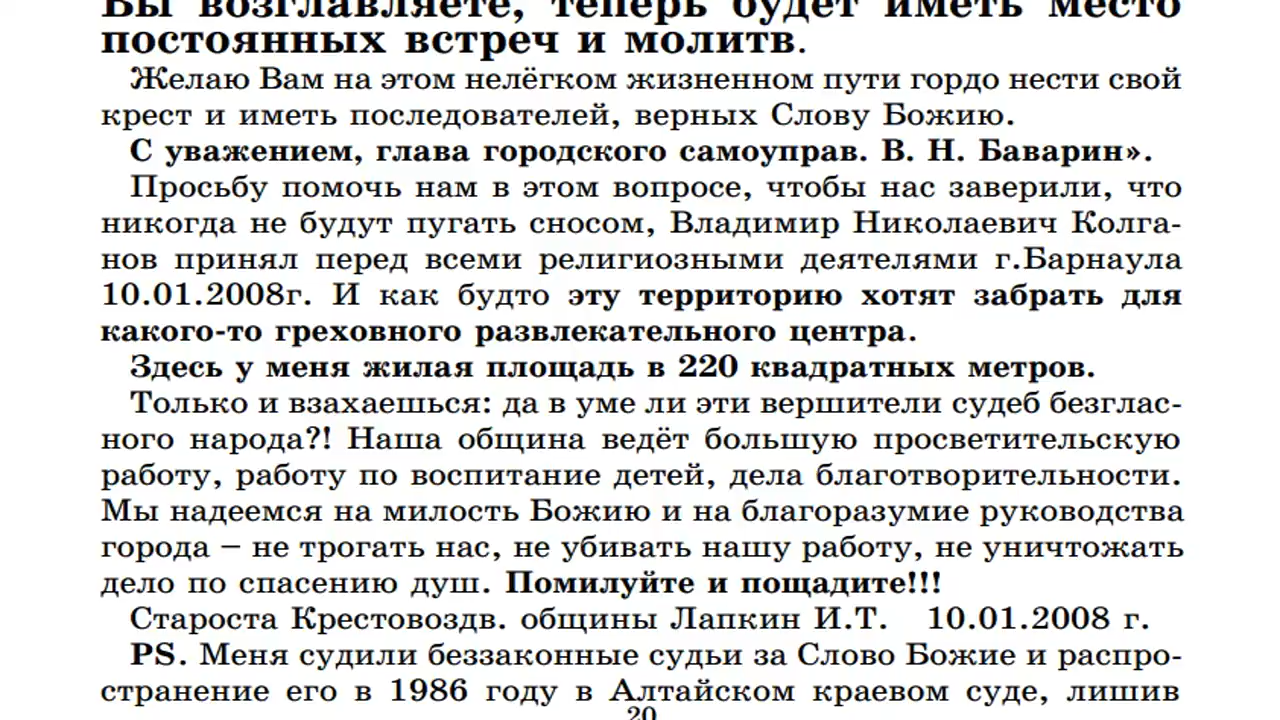 Вы возглавляете, теперь будет иметь место
постоянных встреч и молитв.
Желаю Вам на этом нелёгком жизненном пути гордо нести свой
крест и иметь последователей, верных Слову Божию.
С уважением, глава городского самоуправ. В. Н. Баварин».
Просьбу помочь нам в этом вопросе, чтобы нас заверили, что
никогда не будут пугать сносом, Владимир Николаевич Колга-
нов принял перед всеми религиозными деятелями г.Барнаула
10.01.2008г. И как будто эту территорию хотят забрать для
какого-то греховного развлекательного центра.
Здесь у меня жилая площадь в 220 квадратных метров.
Только и взахаешься: да в уме ли эти вершители судеб безглас-
ного народа?! Наша община ведёт большую просветительскую
работу, работу по воспитание детей, дела благотворительности.
Мы надеемся на милость Божию и на благоразумие руководства
города – не трогать нас, не убивать нашу работу, не уничтожать
дело по спасению душ. Помилуйте и пощадите!!!
Староста Крестовоздв. общины Лапкин И.Т. 10.01.2008 г.
PS. Меня судили беззаконные судьи за Слово Божие и распро-
странение его в 1986 году в Алтайском краевом суде, лишив
20